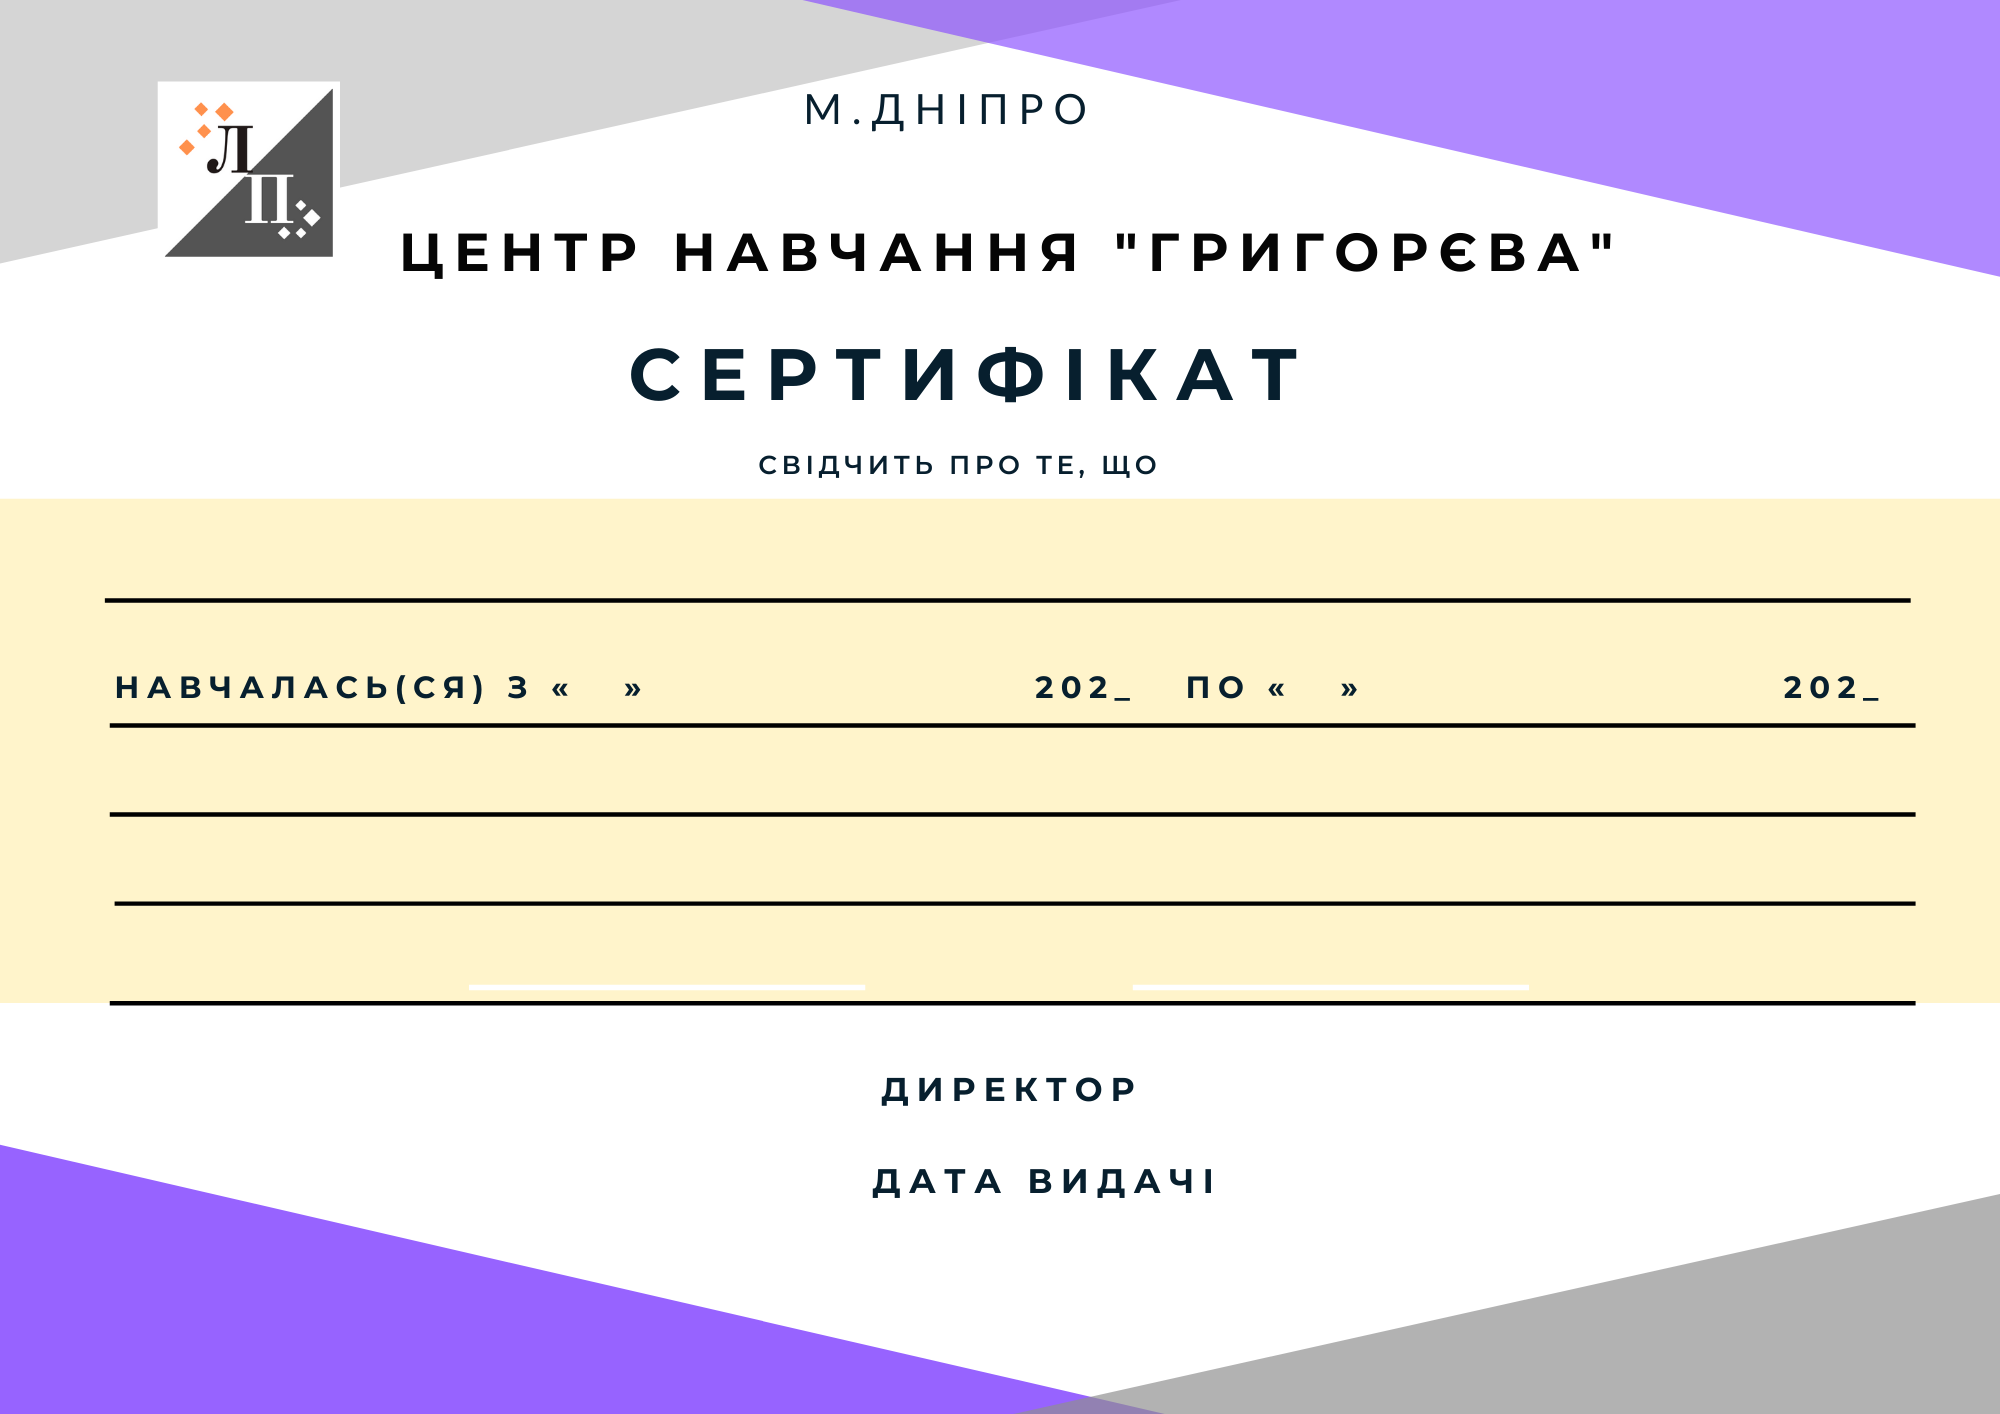 М.ДНІПРО
Л
П
ЦЕНТР НАВЧАННЯ "ГРИГОРЄВА"
СЕРТИФІКАТ
СВІДЧИТЬ ПРО ТЕ, ЩО
НАВЧАЛАСЬ(СЯ) З « » 202_ ПО « » 202_
ДИРЕКТОР
ДАТА ВИДАЧІ